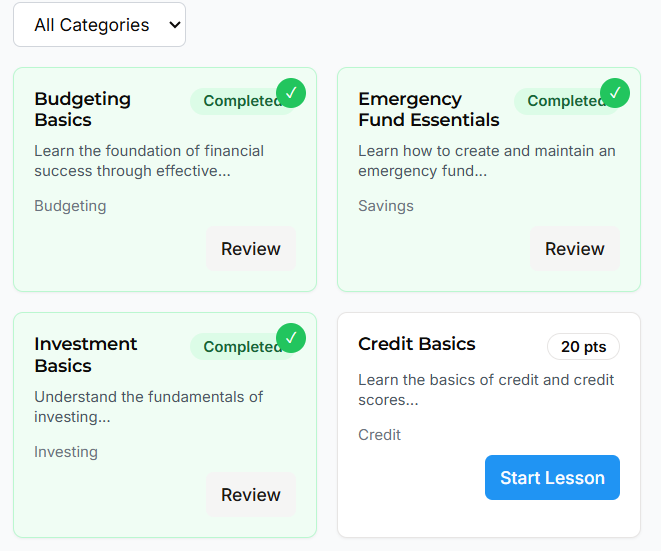 All Categories
Budgeting
Basics
Completed
✓
Learn the foundation of financial
success through effective...
Budgeting
Review
Emergency
Fund Essentials
Completed
✓
Learn how to create and maintain an
emergency fund...
Savings
Review
Investment
Basics
Completed
✓
Understand the fundamentals of
investing...
Investing
Review
Credit Basics
20 pts
Learn the basics of credit and credit
scores...
Credit
Start Lesson